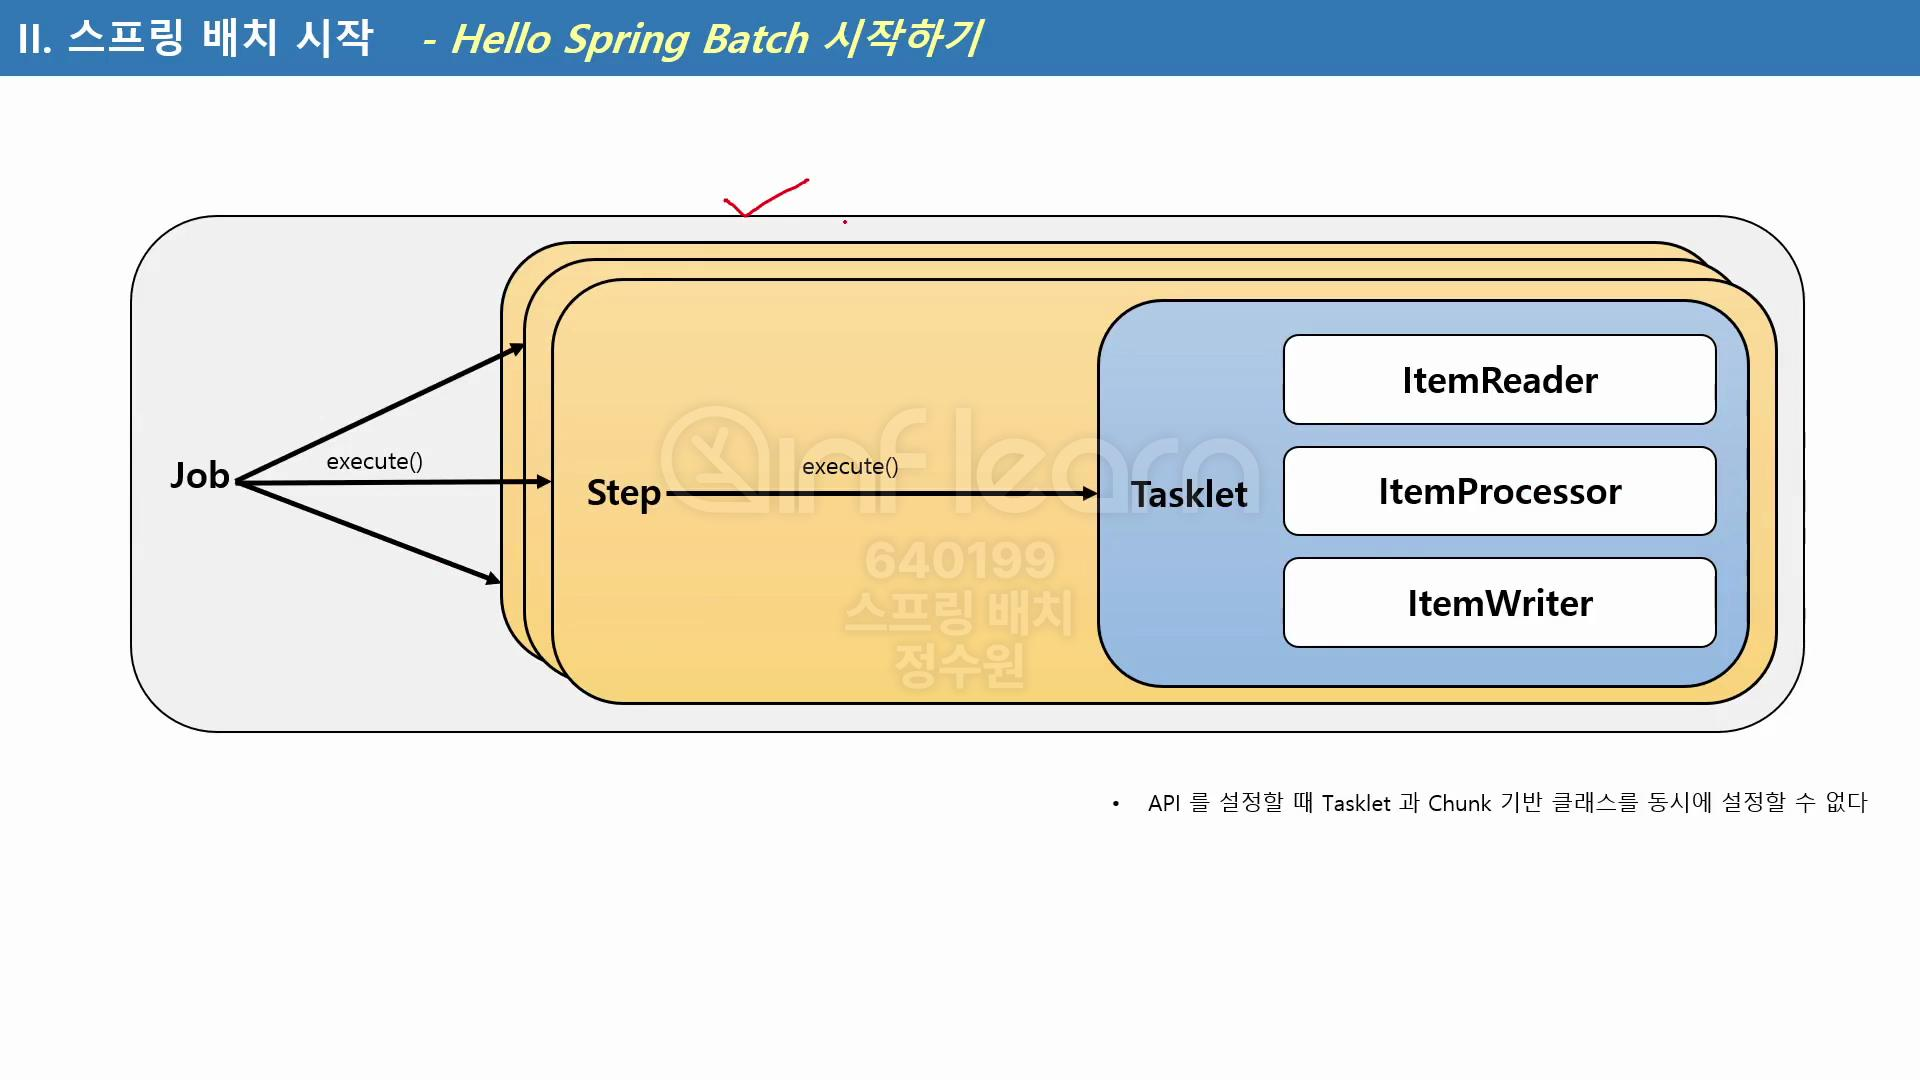 II. 스프링 배치 시작 - Hello Spring Batch 시작하기
Job
execute()
Step
execute()
Tasklet
ItemReader
ItemProcessor
ItemWriter
inflearn
640199
스프링 배치
정수원
• API 를 설정할 때 Tasklet 과 Chunk 기반 클래스를 동시에 설정할 수 없다